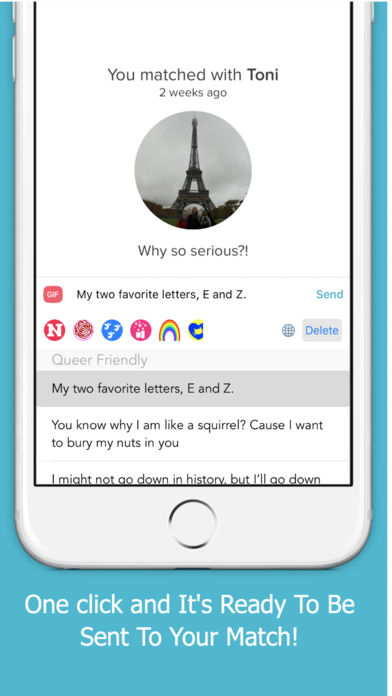 You matched with Toni
2 weeks ago
Why so serious?!
GIF
My two favorite letters, E and Z.
Send
N
Delete
Queer Friendly
My two favorite letters, E and Z.
You know why I am like a squirrel? Cause I want
to bury my nuts in you
I might not go down in history, but I'll go down
One click and It's Ready To Be
Sent To Your Match!